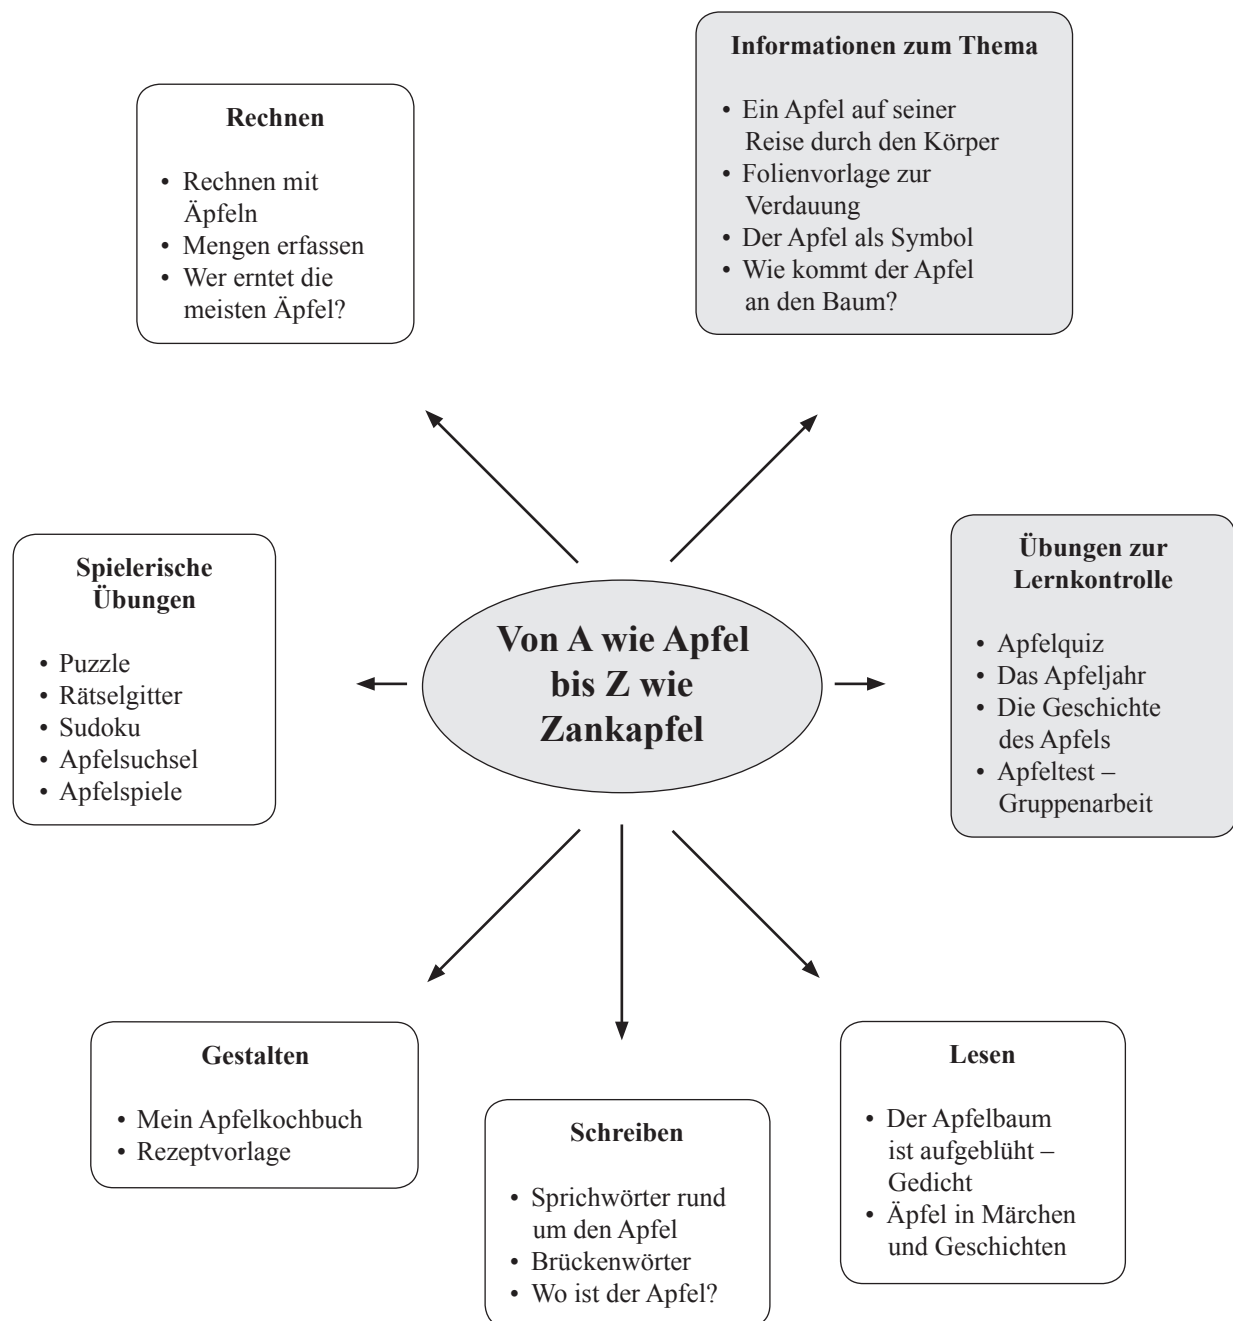 Informationen zum Thema
• Ein Apfel auf seiner
Reise durch den Körper
• Folienvorlage zur
Verdauung
• Der Apfel als Symbol
• Wie kommt der Apfel
an den Baum?
Rechnen
• Rechnen mit
Äpfeln
• Mengen erfassen
• Wer erntet die
meisten Äpfel?
Spielerische
Übungen
• Puzzle
• Rätselgitter
• Sudoku
• Apfelsuchsel
• Apfelspiele
Von A wie Apfel
bis Z wie
Zankapfel
Übungen zur
Lernkontrolle
• Apfelquiz
• Das Apfeljahr
• Die Geschichte
des Apfels
• Apfeltest –
Gruppenarbeit
Gestalten
• Mein Apfelkochbuch
• Rezeptvorlage
Schreiben
• Sprichwörter rund
um den Apfel
• Brückenwörter
• Wo ist der Apfel?
Lesen
• Der Apfelbaum
ist aufgeblüht –
Gedicht
• Äpfel in Märchen
und Geschichten